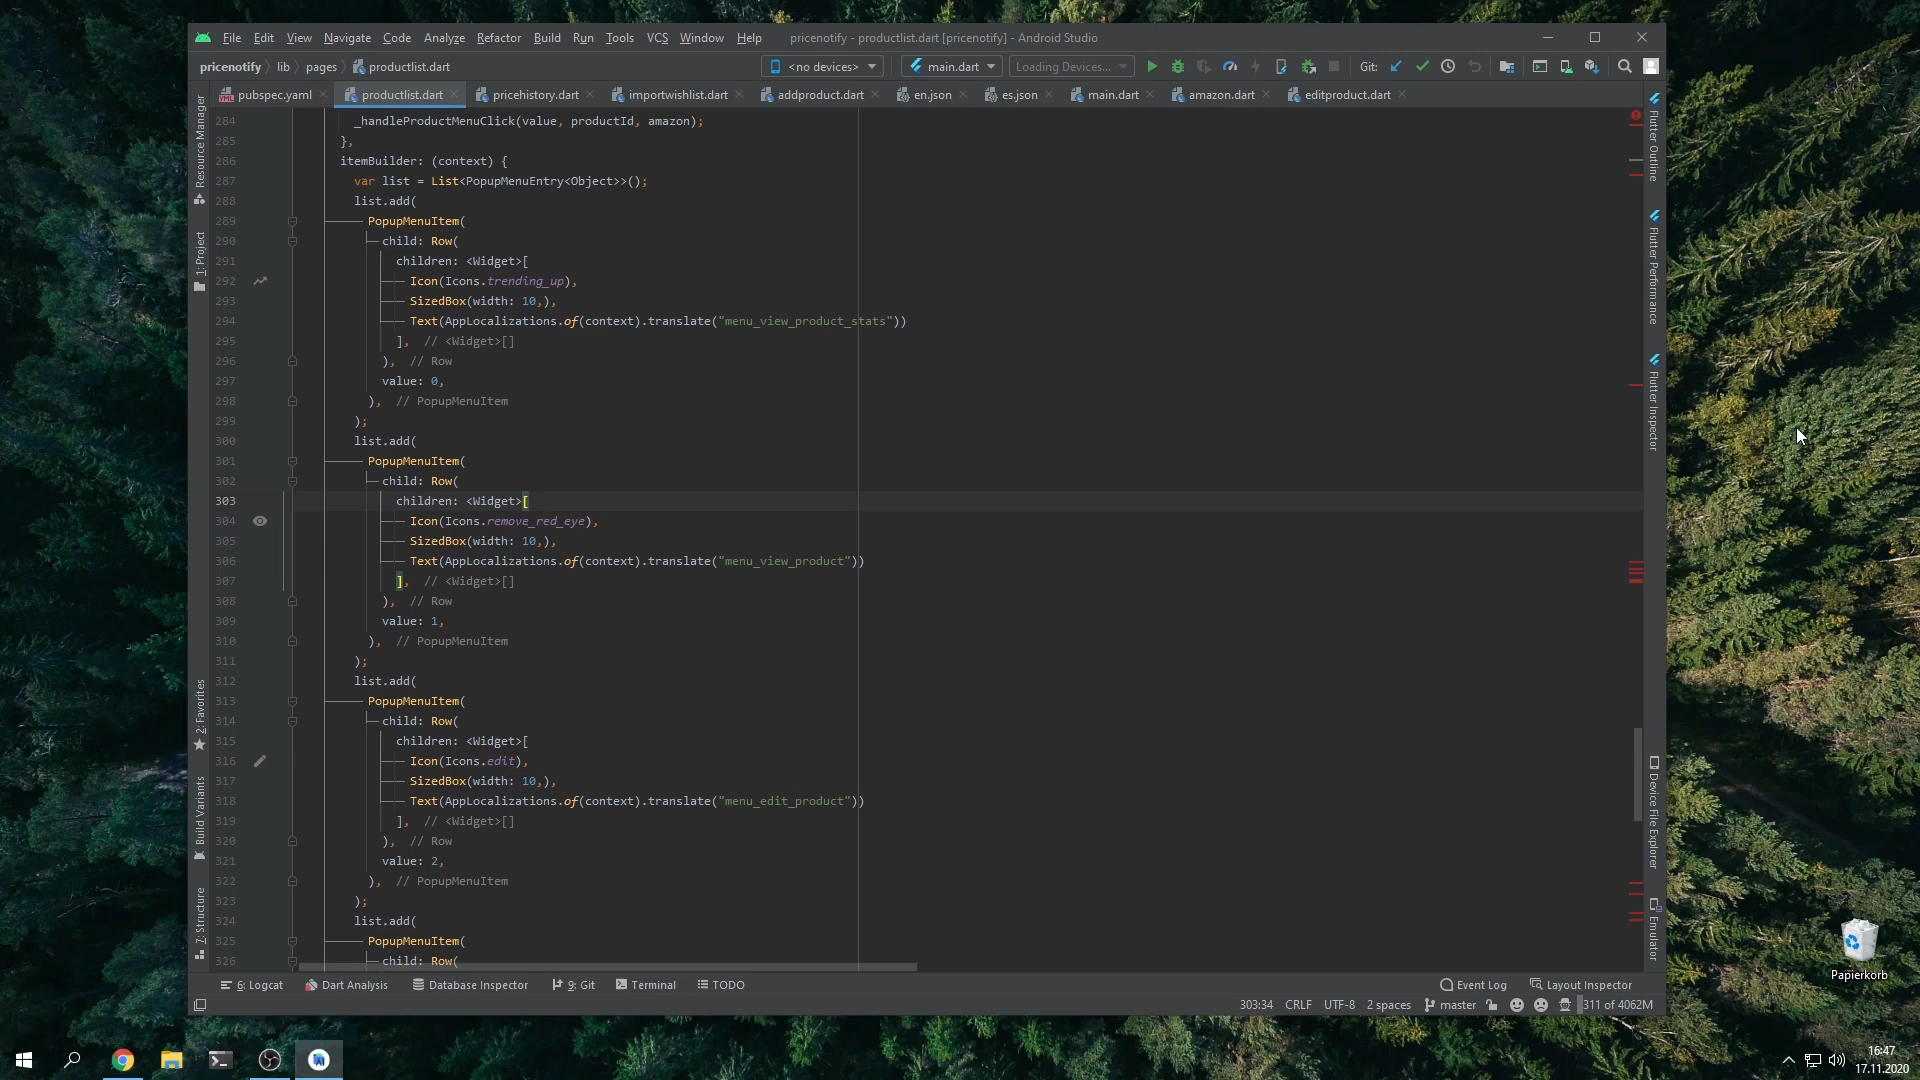 File Edit View Navigate Code Analyze Refactor Build Run Tools VCS Window Help pricenotify - productlist.dart [pricenotify] - Android Studio
pricenotify lib pages productlist.dart <no devices> main.dart Loading Devices... Git:
pubspec.yaml productlist.dart pricehistory.dart importwishlist.dart addproduct.dart en.json es.json main.dart amazon.dart editproduct.dart
Resource Manager
1: Project
2: Favorites
Build Variants
7: Structure
284 _handleProductMenuClick(value, productId, amazon);
285 },
286 itemBuilder: (context) {
287 var list = List<PopupMenuEntry<Object>>();
288 list.add(
289 PopupMenuItem(
290 child: Row(
291 children: <Widget>[
292 Icon(Icons.trending_up),
293 SizedBox(width: 10,),
294 Text(AppLocalizations.of(context).translate("menu_view_product_stats"))
295 ], // <Widget>[]
296 ), // Row
297 value: 0,
298 ), // PopupMenuItem
299 );
300 list.add(
301 PopupMenuItem(
302 child: Row(
303 children: <Widget>[
304 Icon(Icons.remove_red_eye),
305 SizedBox(width: 10,),
306 Text(AppLocalizations.of(context).translate("menu_view_product"))
307 ], // <Widget>[]
308 ), // Row
309 value: 1,
310 ), // PopupMenuItem
311 );
312 list.add(
313 PopupMenuItem(
314 child: Row(
315 children: <Widget>[
316 Icon(Icons.edit),
317 SizedBox(width: 10,),
318 Text(AppLocalizations.of(context).translate("menu_edit_product"))
319 ], // <Widget>[]
320 ), // Row
321 value: 2,
322 ), // PopupMenuItem
323 );
324 list.add(
325 PopupMenuItem(
326 child: Row(
Flutter Outline
Flutter Performance
Flutter Inspector
Device File Explorer
Emulator
Papierkorb
6: Logcat Dart Analysis Database Inspector 9: Git Terminal TODO Event Log Layout Inspector
303:34 CRLF UTF-8 2 spaces master 311 of 4062M
16:47
17.11.2020